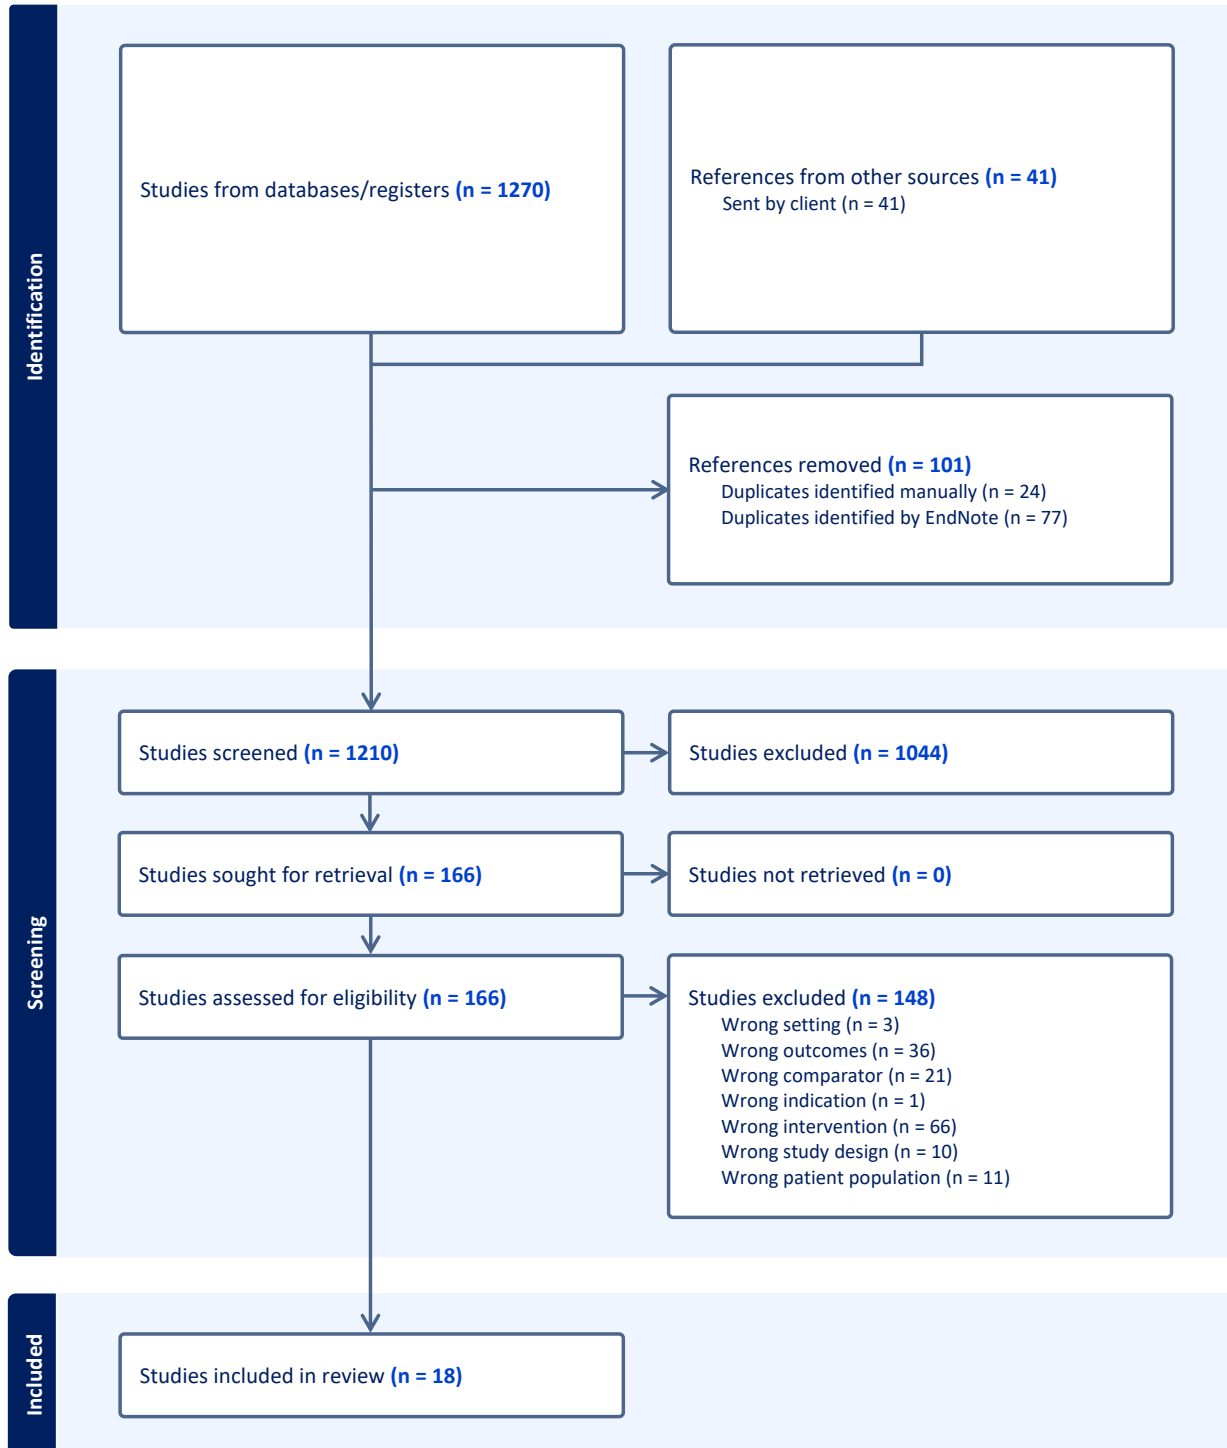 Identification
Studies from databases/registers (n = 1270)
References from other sources (n = 41)
Sent by client (n = 41)
References removed (n = 101)
Duplicates identified manually (n = 24)
Duplicates identified by EndNote (n = 77)
Screening
Studies screened (n = 1210)
Studies excluded (n = 1044)
Studies sought for retrieval (n = 166)
Studies not retrieved (n = 0)
Studies assessed for eligibility (n = 166)
Studies excluded (n = 148)
Wrong setting (n = 3)
Wrong outcomes (n = 36)
Wrong comparator (n = 21)
Wrong indication (n = 1)
Wrong intervention (n = 66)
Wrong study design (n = 10)
Wrong patient population (n = 11)
Included
Studies included in review (n = 18)